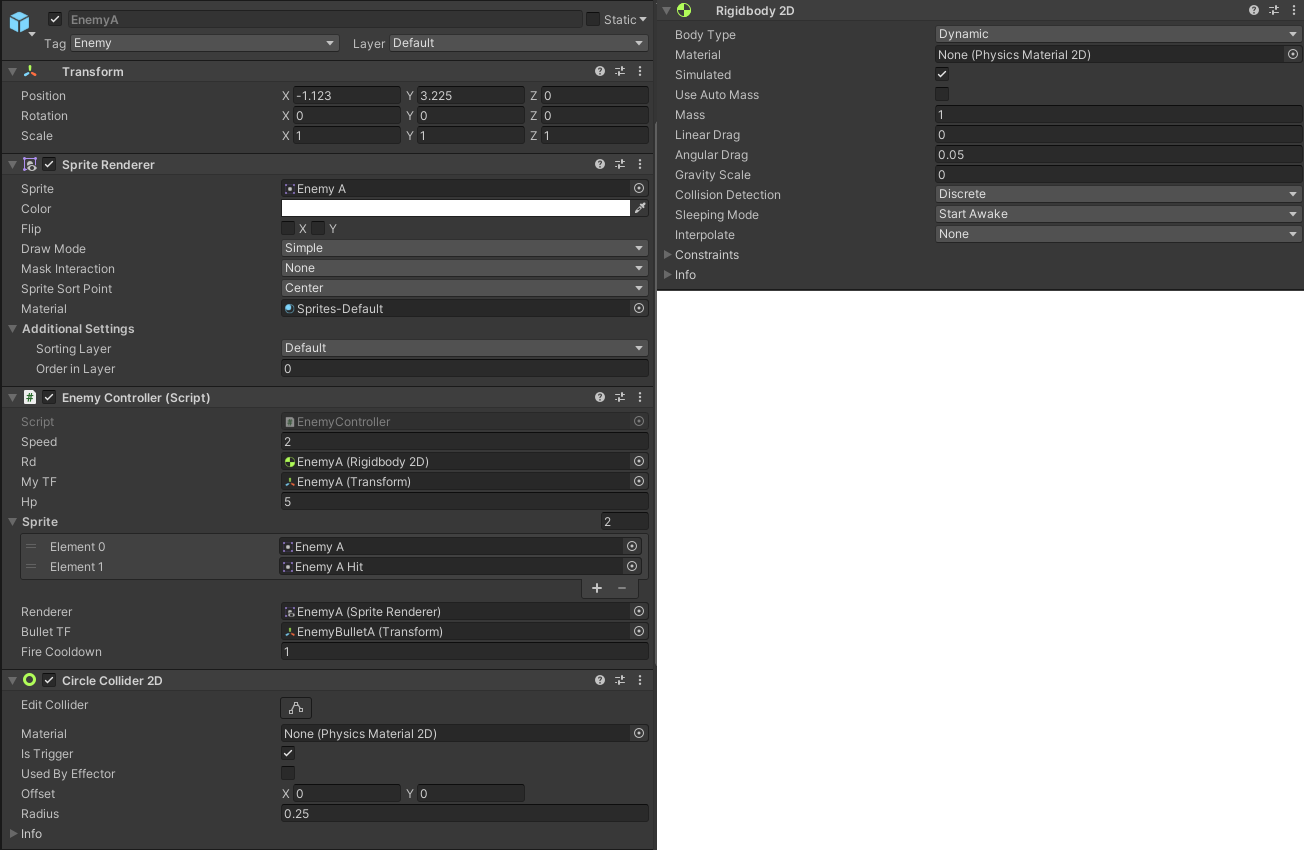 EnemyA Static
Tag Enemy Layer Default
Transform
Position X -1.123 Y 3.225 Z 0
Rotation X 0 Y 0 Z 0
Scale X 1 Y 1 Z 1
Sprite Renderer
Sprite Enemy A
Color
Flip X Y
Draw Mode Simple
Mask Interaction None
Sprite Sort Point Center
Material Sprites-Default
Additional Settings
Sorting Layer Default
Order in Layer 0
# Enemy Controller (Script)
Script EnemyController
Speed 2
Rd EnemyA (Rigidbody 2D)
My TF EnemyA (Transform)
Hp 5
Sprite 2
Element 0 Enemy A
Element 1 Enemy A Hit
+ −
Renderer EnemyA (Sprite Renderer)
Bullet TF EnemyBulletA (Transform)
Fire Cooldown 1
Circle Collider 2D
Edit Collider
Material None (Physics Material 2D)
Is Trigger
Used By Effector
Offset X 0 Y 0
Radius 0.25
Info
Rigidbody 2D
Body Type Dynamic
Material None (Physics Material 2D)
Simulated
Use Auto Mass
Mass 1
Linear Drag 0
Angular Drag 0.05
Gravity Scale 0
Collision Detection Discrete
Sleeping Mode Start Awake
Interpolate None
Constraints
Info